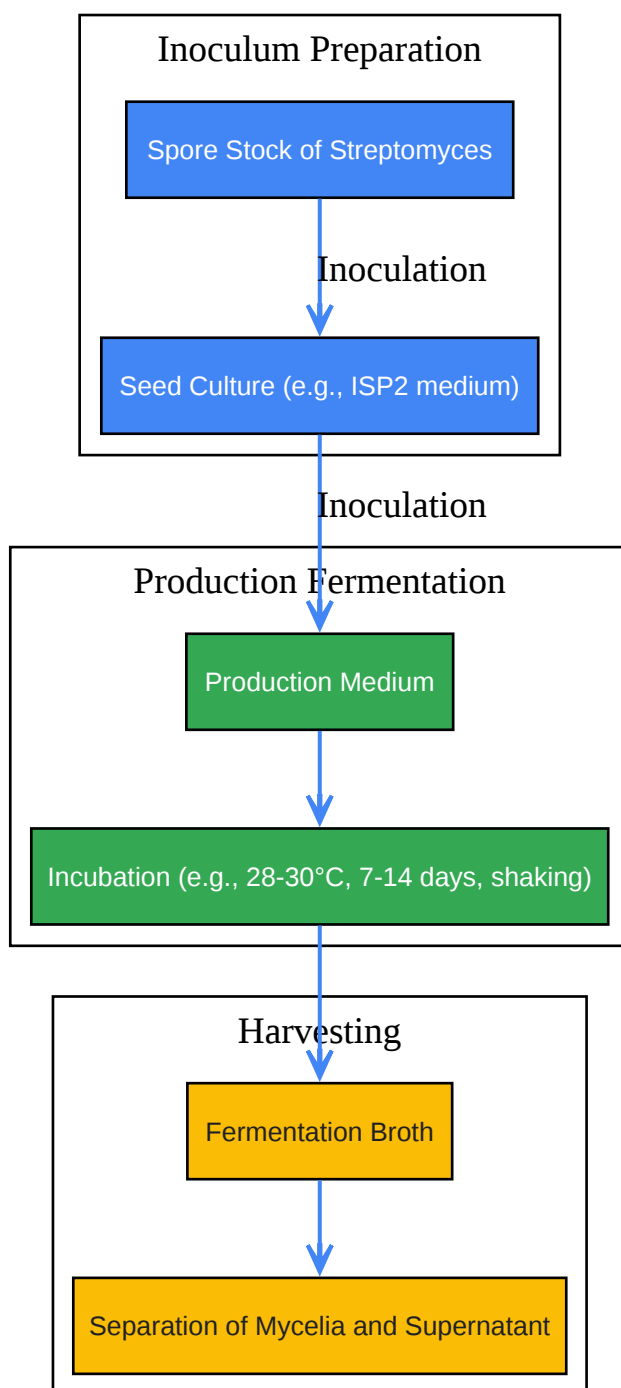 Inoculum Preparation
Spore Stock of Streptomyces
Inoculation
Seed Culture (e.g., ISP2 medium)
Inoculation
Production Fermentation
Production Medium
Incubation (e.g., 28-30°C, 7-14 days, shaking)
Harvesting
Fermentation Broth
Separation of Mycelia and Supernatant